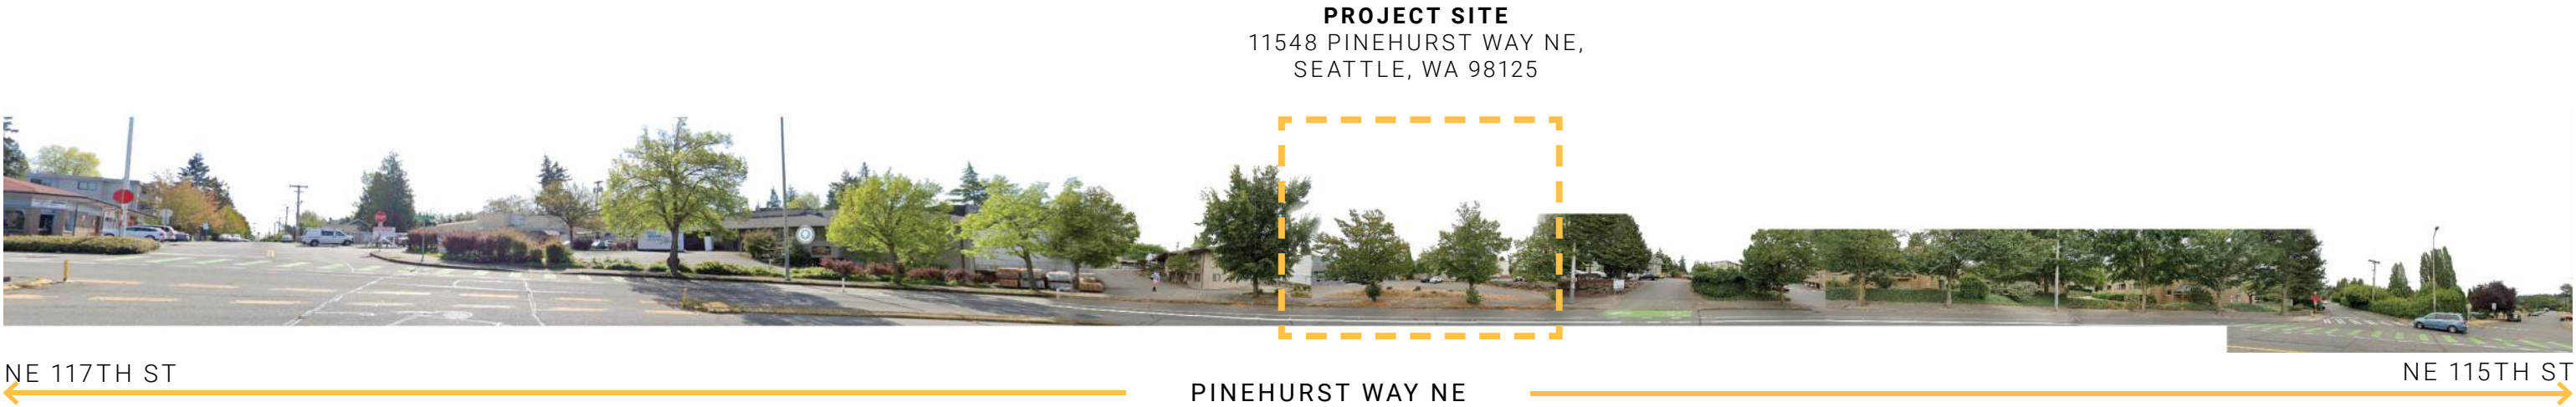 PROJECT SITE
11548 PINEHURST WAY NE,
SEATTLE, WA 98125
NE 117TH ST
PINEHURST WAY NE
NE 115TH ST